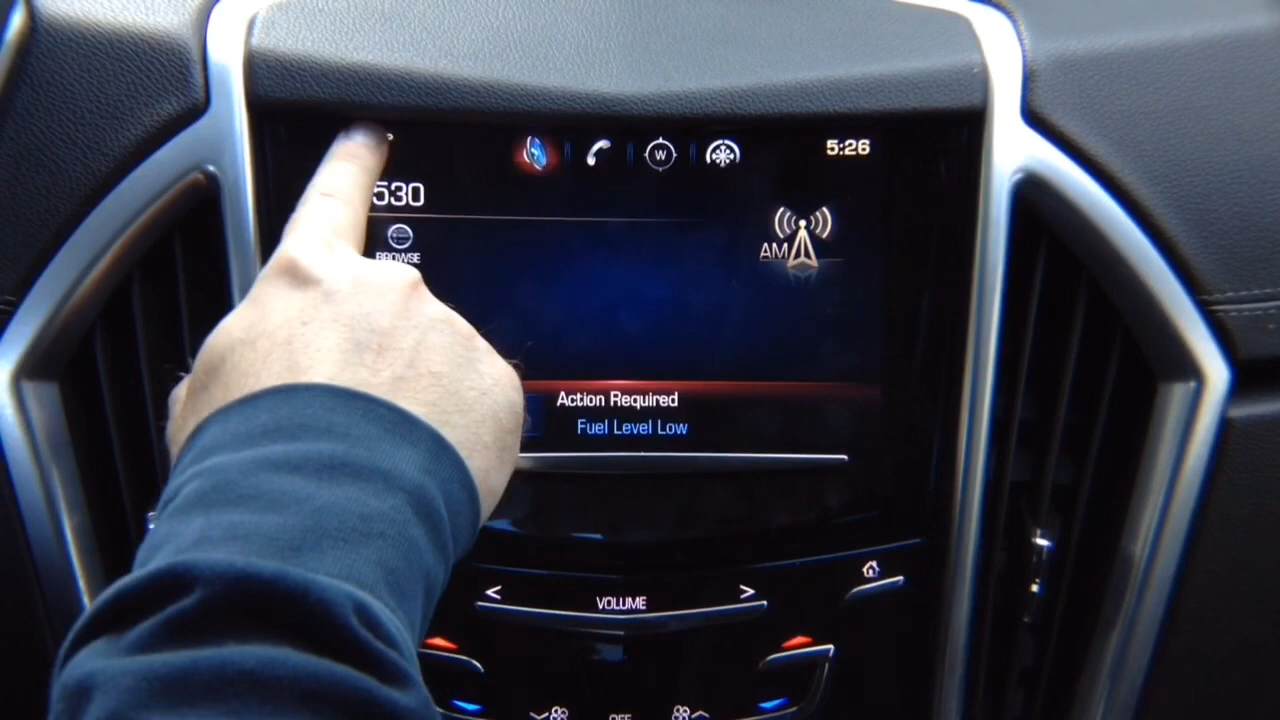 W
5:26
530
AM
BROWSE
Action Required
Fuel Level Low
< VOLUME >
OFF